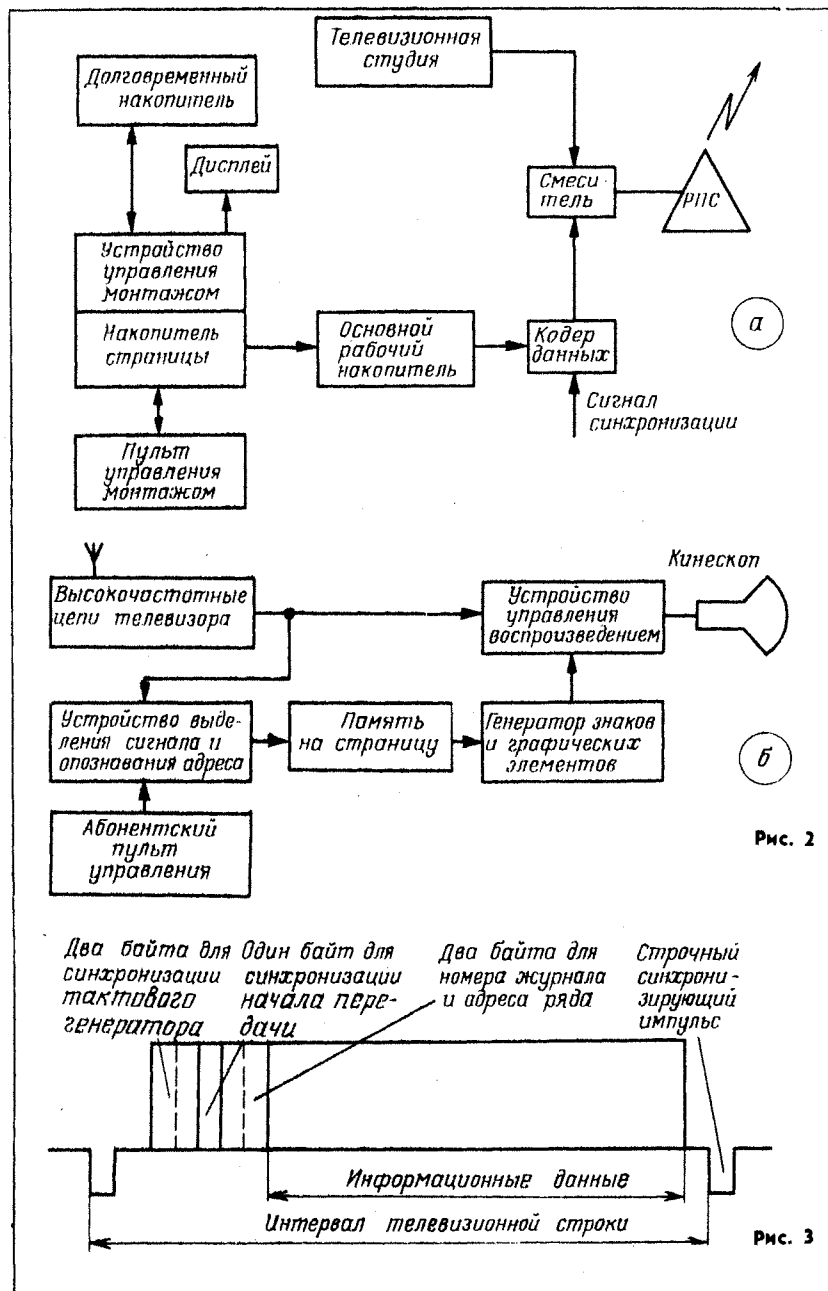 Телевизионная
студия
Долговременный
накопитель
Дисплей
Смеси-
тель
РПС
Устройство
управления
монтажом
Накопитель
страницы
Основной
рабочий
накопитель
Кодер
данных
а
Сигнал
синхронизации
Пульт
управления
монтажом
Высокочастотные
цепи телевизора
Устройство
управления
воспроизведением
Кинескоп
Устройство выде-
ления сигнала и
опознавания адреса
Память
на страницу
Генератор знаков
и графических
элементов
б
Абонентский
пульт
управления
Рис. 2
Два байта для
синхронизации
тактового
генератора
Один байт для
синхронизации
начала пере-
дачи
Два байта для
номера журнала
и адреса ряда
Строчный
синхрони-
зирующий
импульс
Информационные данные
Интервал телевизионной строки
Рис. 3